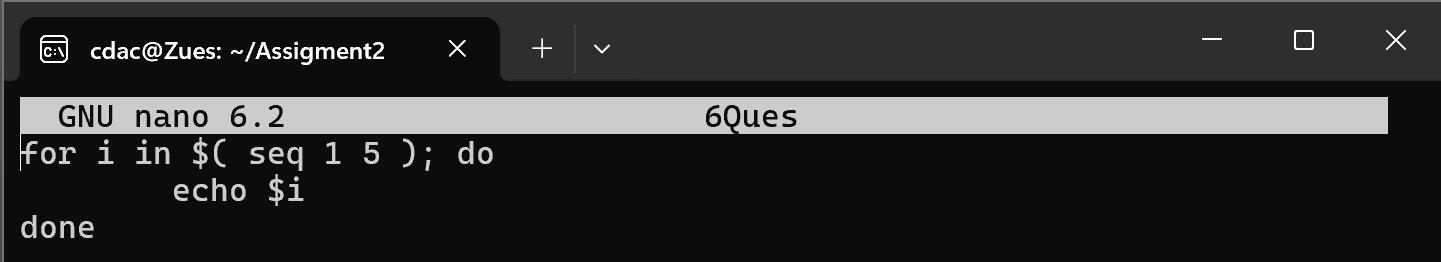 cdac@Zues: ~/Assigment2
GNU nano 6.2 6Ques
for i in $( seq 1 5 ); do
echo $i
done